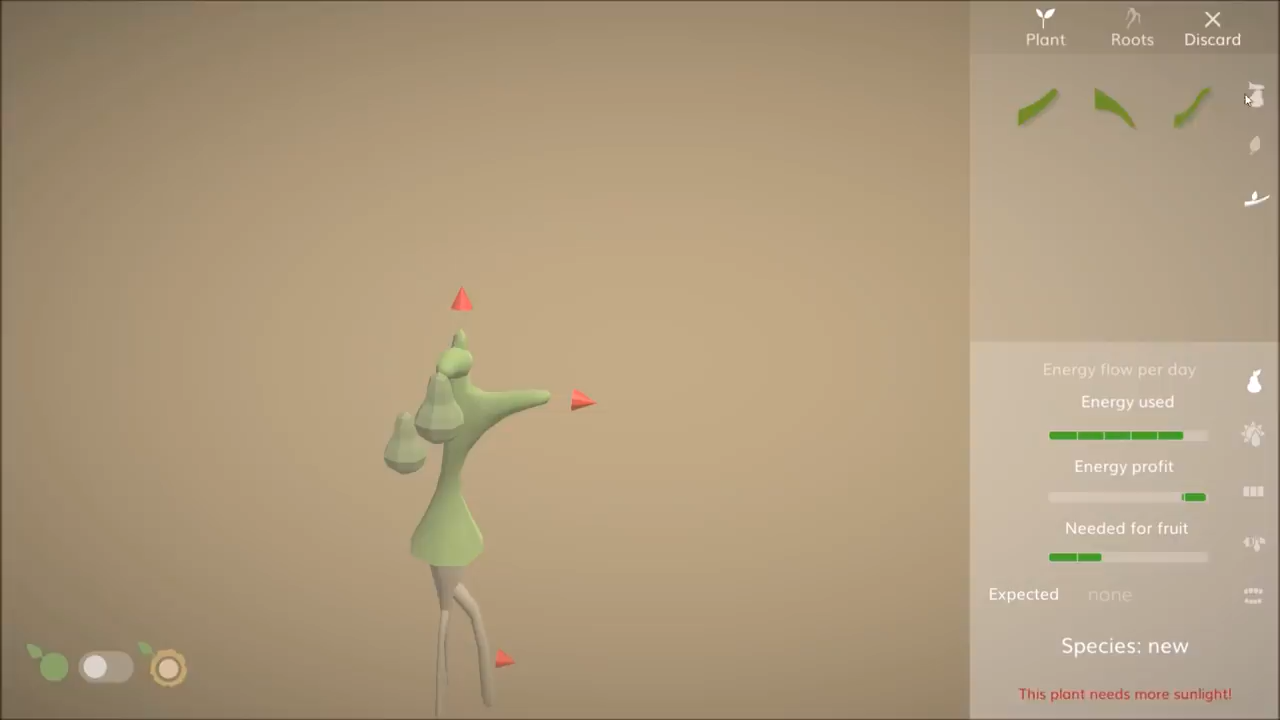 Plant Roots Discard
Energy flow per day
Energy used
Energy profit
Needed for fruit
Expected none
Species: new
This plant needs more sunlight!